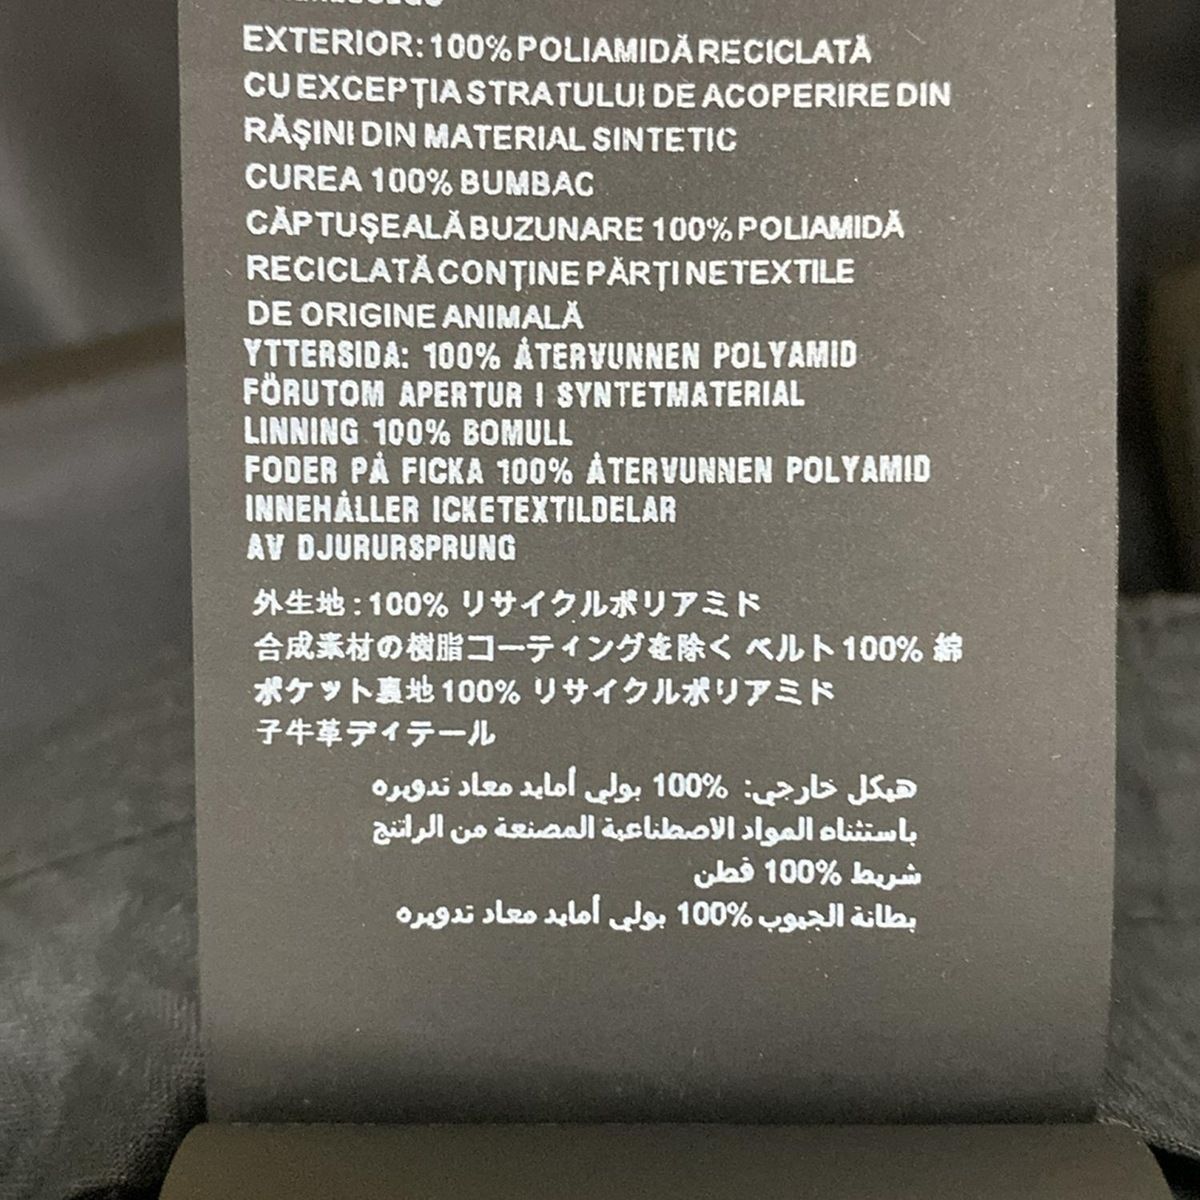 EXTERIOR: 100% POLIAMIDĂ RECICLATĂ
CU EXCEPȚIA STRATULUI DE ACOPERIRE DIN
RĂȘINI DIN MATERIAL SINTETIC
CUREA 100% BUMBAC
CĂPTUȘEALĂ BUZUNARE 100% POLIAMIDĂ
RECICLATĂ CONȚINE PĂRȚI NETEXTILE
DE ORIGINE ANIMALĂ
YTTERSIDA: 100% ÅTERVUNNEN POLYAMID
FÖRUTOM APERTUR I SYNTETMATERIAL
LINNING 100% BOMULL
FODER PÅ FICKA 100% ÅTERVUNNEN POLYAMID
INNEHÅLLER ICKETEXTILDELAR
AV DJURURSPRUNG
外生地:100% リサイクルポリアミド
合成素材の樹脂コーティングを除く ベルト100% 綿
ポケット裏地100% リサイクルポリアミド
子牛革ディテール
هيكل خارجي: 100% بولي أمايد معاد تدويره
باستثناء المواد الاصطناعية المصنعة من الراتنج
شريط 100% قطن
بطانة الجيوب 100% بولي أمايد معاد تدويره